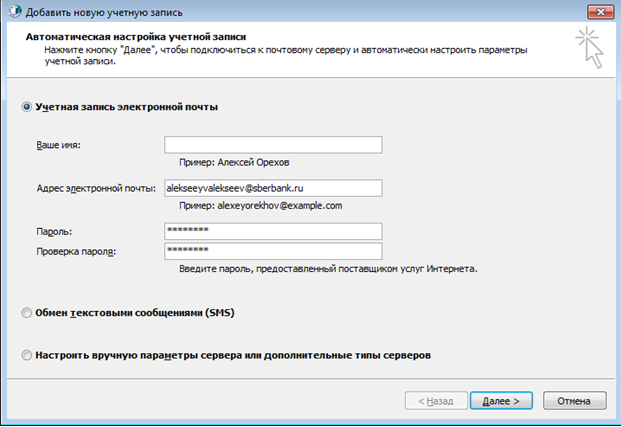 Добавить новую учетную запись
Автоматическая настройка учетной записи
Нажмите кнопку "Далее", чтобы подключиться к почтовому серверу и автоматически настроить параметры
учетной записи.
Учетная запись электронной почты
Ваше имя:
Пример: Алексей Орехов
Адрес электронной почты: alekseeyvalekseev@sberbank.ru
Пример: alexeyorekhov@example.com
Пароль: ********
Проверка пароля: ********
Введите пароль, предоставленный поставщиком услуг Интернета.
Обмен текстовыми сообщениями (SMS)
Настроить вручную параметры сервера или дополнительные типы серверов
< Назад Далее > Отмена